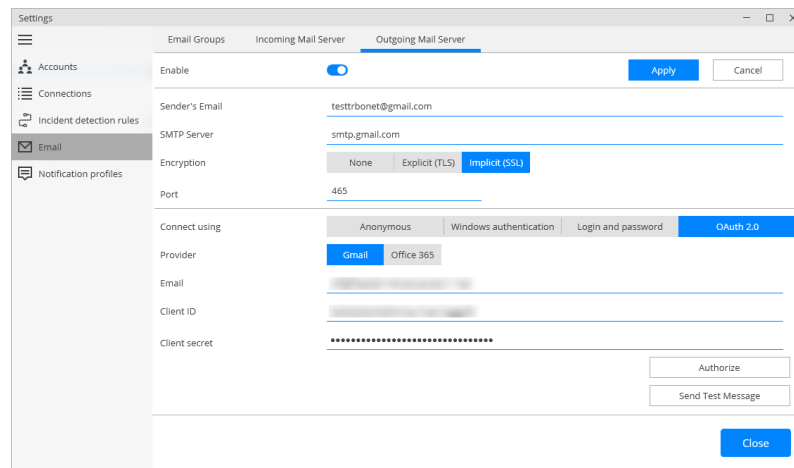 Settings
Email Groups Incoming Mail Server Outgoing Mail Server
Accounts
Connections
Incident detection rules
Email
Notification profiles
Enable Apply Cancel
Sender's Email testtrbonet@gmail.com
SMTP Server smtp.gmail.com
Encryption None Explicit (TLS) Implicit (SSL)
Port 465
Connect using Anonymous Windows authentication Login and password OAuth 2.0
Provider Gmail Office 365
Email
Client ID
Client secret ••••••••••••••••••••••••••••••••
Authorize
Send Test Message
Close